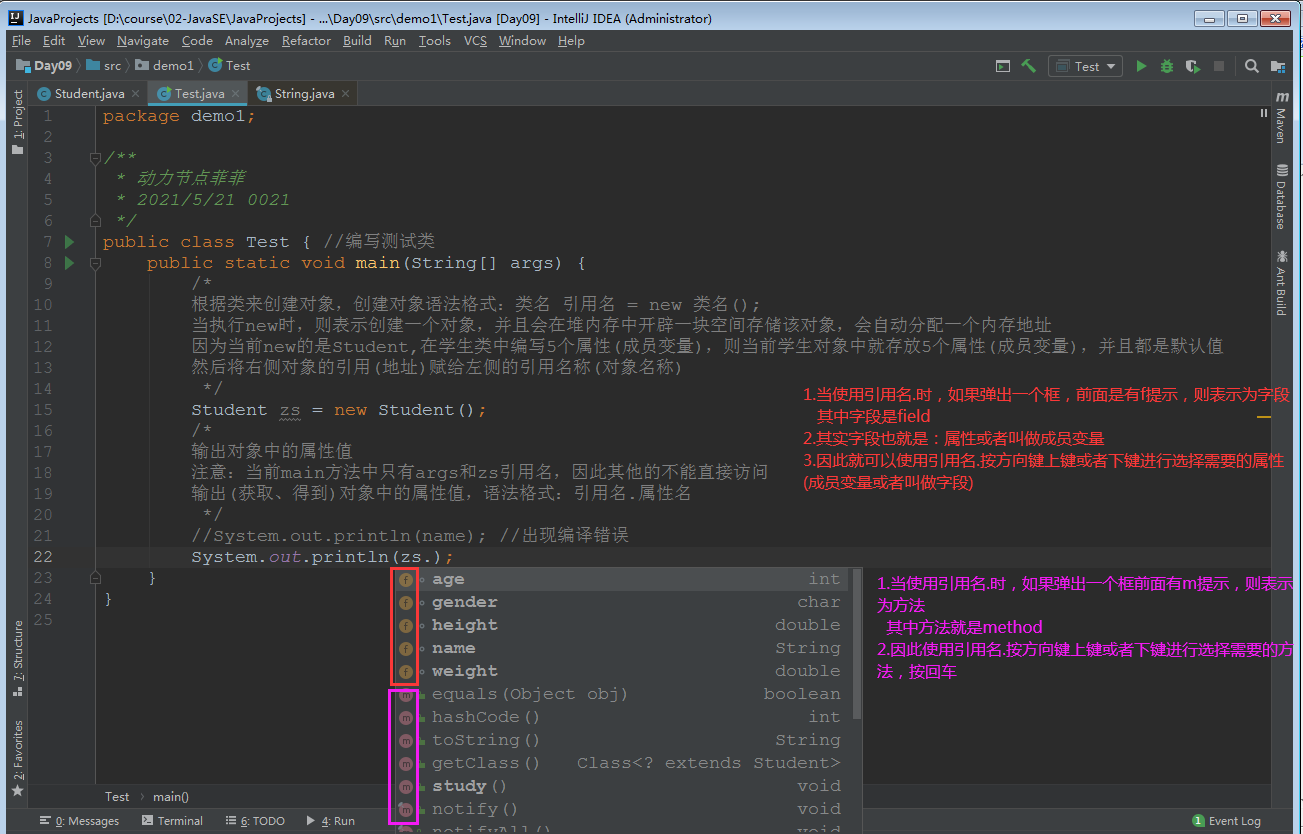 JavaProjects [D:\course\02-JavaSE\JavaProjects] - ...\Day09\src\demo1\Test.java [Day09] - IntelliJ IDEA (Administrator)
File Edit View Navigate Code Analyze Refactor Build Run Tools VCS Window Help
Day09 src demo1 Test
Test
Student.java Test.java String.java
1: Project
Maven
Database
Ant Build
1 package demo1;
2
3 /**
4 * 动力节点菲菲
5 * 2021/5/21 0021
6 */
7 public class Test { //编写测试类
8 public static void main(String[] args) {
9 /*
10 根据类来创建对象，创建对象语法格式：类名 引用名 = new 类名();
11 当执行new时，则表示创建一个对象，并且会在堆内存中开辟一块空间存储该对象，会自动分配一个内存地址
12 因为当前new的是Student,在学生类中编写5个属性(成员变量)，则当前学生对象中就存放5个属性(成员变量)，并且都是默认值
13 然后将右侧对象的引用(地址)赋给左侧的引用名称(对象名称)
14 */
15 Student zs = new Student();
16 /*
17 输出对象中的属性值
18 注意：当前main方法中只有args和zs引用名，因此其他的不能直接访问
19 输出(获取、得到)对象中的属性值，语法格式：引用名.属性名
20 */
21 //System.out.println(name); //出现编译错误
22 System.out.println(zs.);
23 }
24 }
25
1.当使用引用名.时，如果弹出一个框，前面是有f提示，则表示为字段
其中字段是field
2.其实字段也就是：属性或者叫做成员变量
3.因此就可以使用引用名.按方向键上键或者下键进行选择需要的属性
(成员变量或者叫做字段)
f age int
f gender char
f height double
f name String
f weight double
m equals(Object obj) boolean
m hashCode() int
m toString() String
m getClass() Class<? extends Student>
m study() void
m notify() void
notifyAll() void
1.当使用引用名.时，如果弹出一个框前面有m提示，则表示
为方法
其中方法就是method
2.因此使用引用名.按方向键上键或者下键进行选择需要的方
法，按回车
7: Structure
2: Favorites
Test main()
0: Messages Terminal 6: TODO 4: Run 1 Event Log